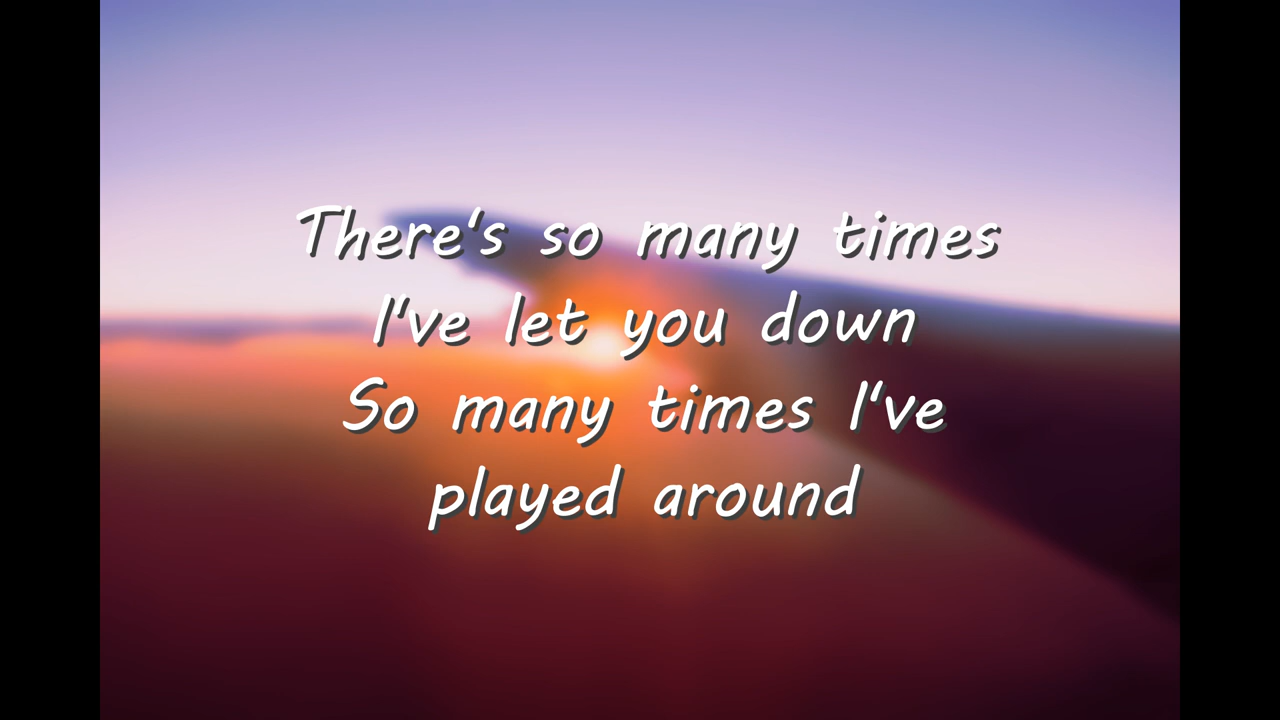 There's so many times
I've let you down
So many times I've
played around